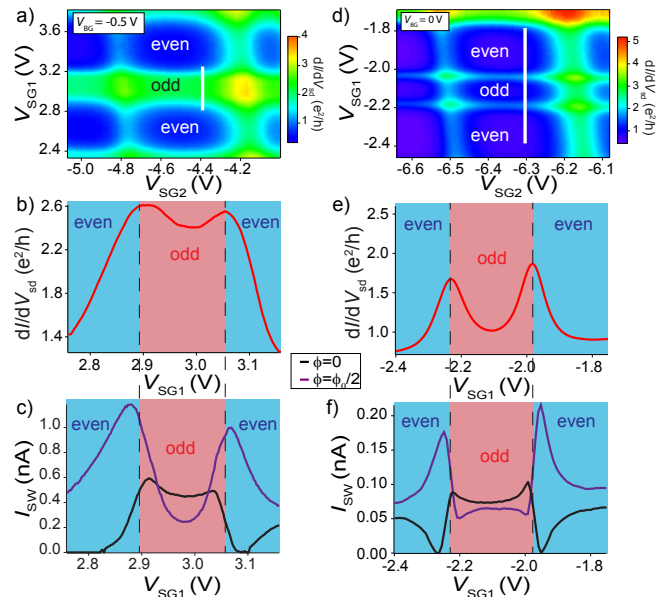 a)
V_BG = -0.5 V
V_SG1 (V)
3.6
3.2
2.8
2.4
even
odd
even
-5.0 -4.8 -4.6 -4.4 -4.2
V_SG2 (V)
4
3
2
1
dI/dV_sd (e²/h)
d)
V_BG = 0 V
V_SG1 (V)
-1.8
-2.0
-2.2
-2.4
even
odd
even
-6.6 -6.5 -6.4 -6.3 -6.2 -6.1
V_SG2 (V)
5
4
3
2
1
dI/dV_sd (e²/h)
b)
dI/dV_sd (e²/h)
2.6
2.2
1.8
1.4
even
odd
even
2.8 2.9 3.0 3.1
V_SG1 (V)
e)
dI/dV_sd (e²/h)
2.5
2.0
1.5
1.0
even
odd
even
-2.4 -2.2 -2.0 -1.8
V_SG1 (V)
ϕ=0
ϕ=ϕ₀/2
c)
I_SW (nA)
1.2
1.0
0.8
0.6
0.4
0.2
0.0
even
odd
even
2.8 2.9 3.0 3.1
V_SG1 (V)
f)
I_SW (nA)
0.20
0.15
0.10
0.05
0.00
even
odd
even
-2.4 -2.2 -2.0 -1.8
V_SG1 (V)